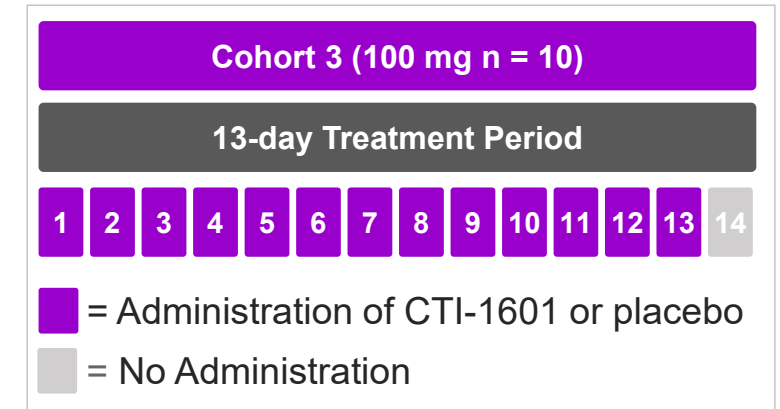 Cohort 3 (100 mg n = 10)
13-day Treatment Period
1 2 3 4 5 6 7 8 9 10 11 12 13 14
= Administration of CTI-1601 or placebo
= No Administration